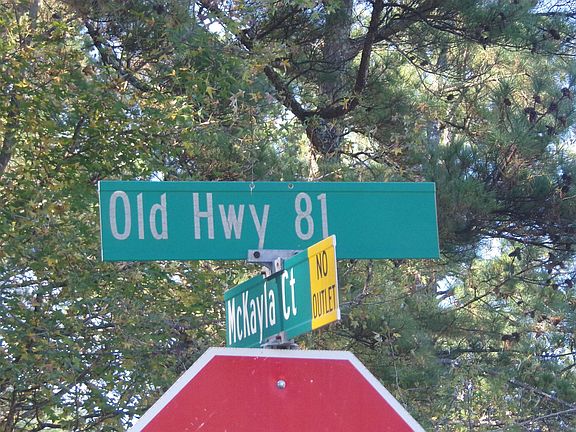 Old Hwy 81
McKayla Ct
NO
OUTLET